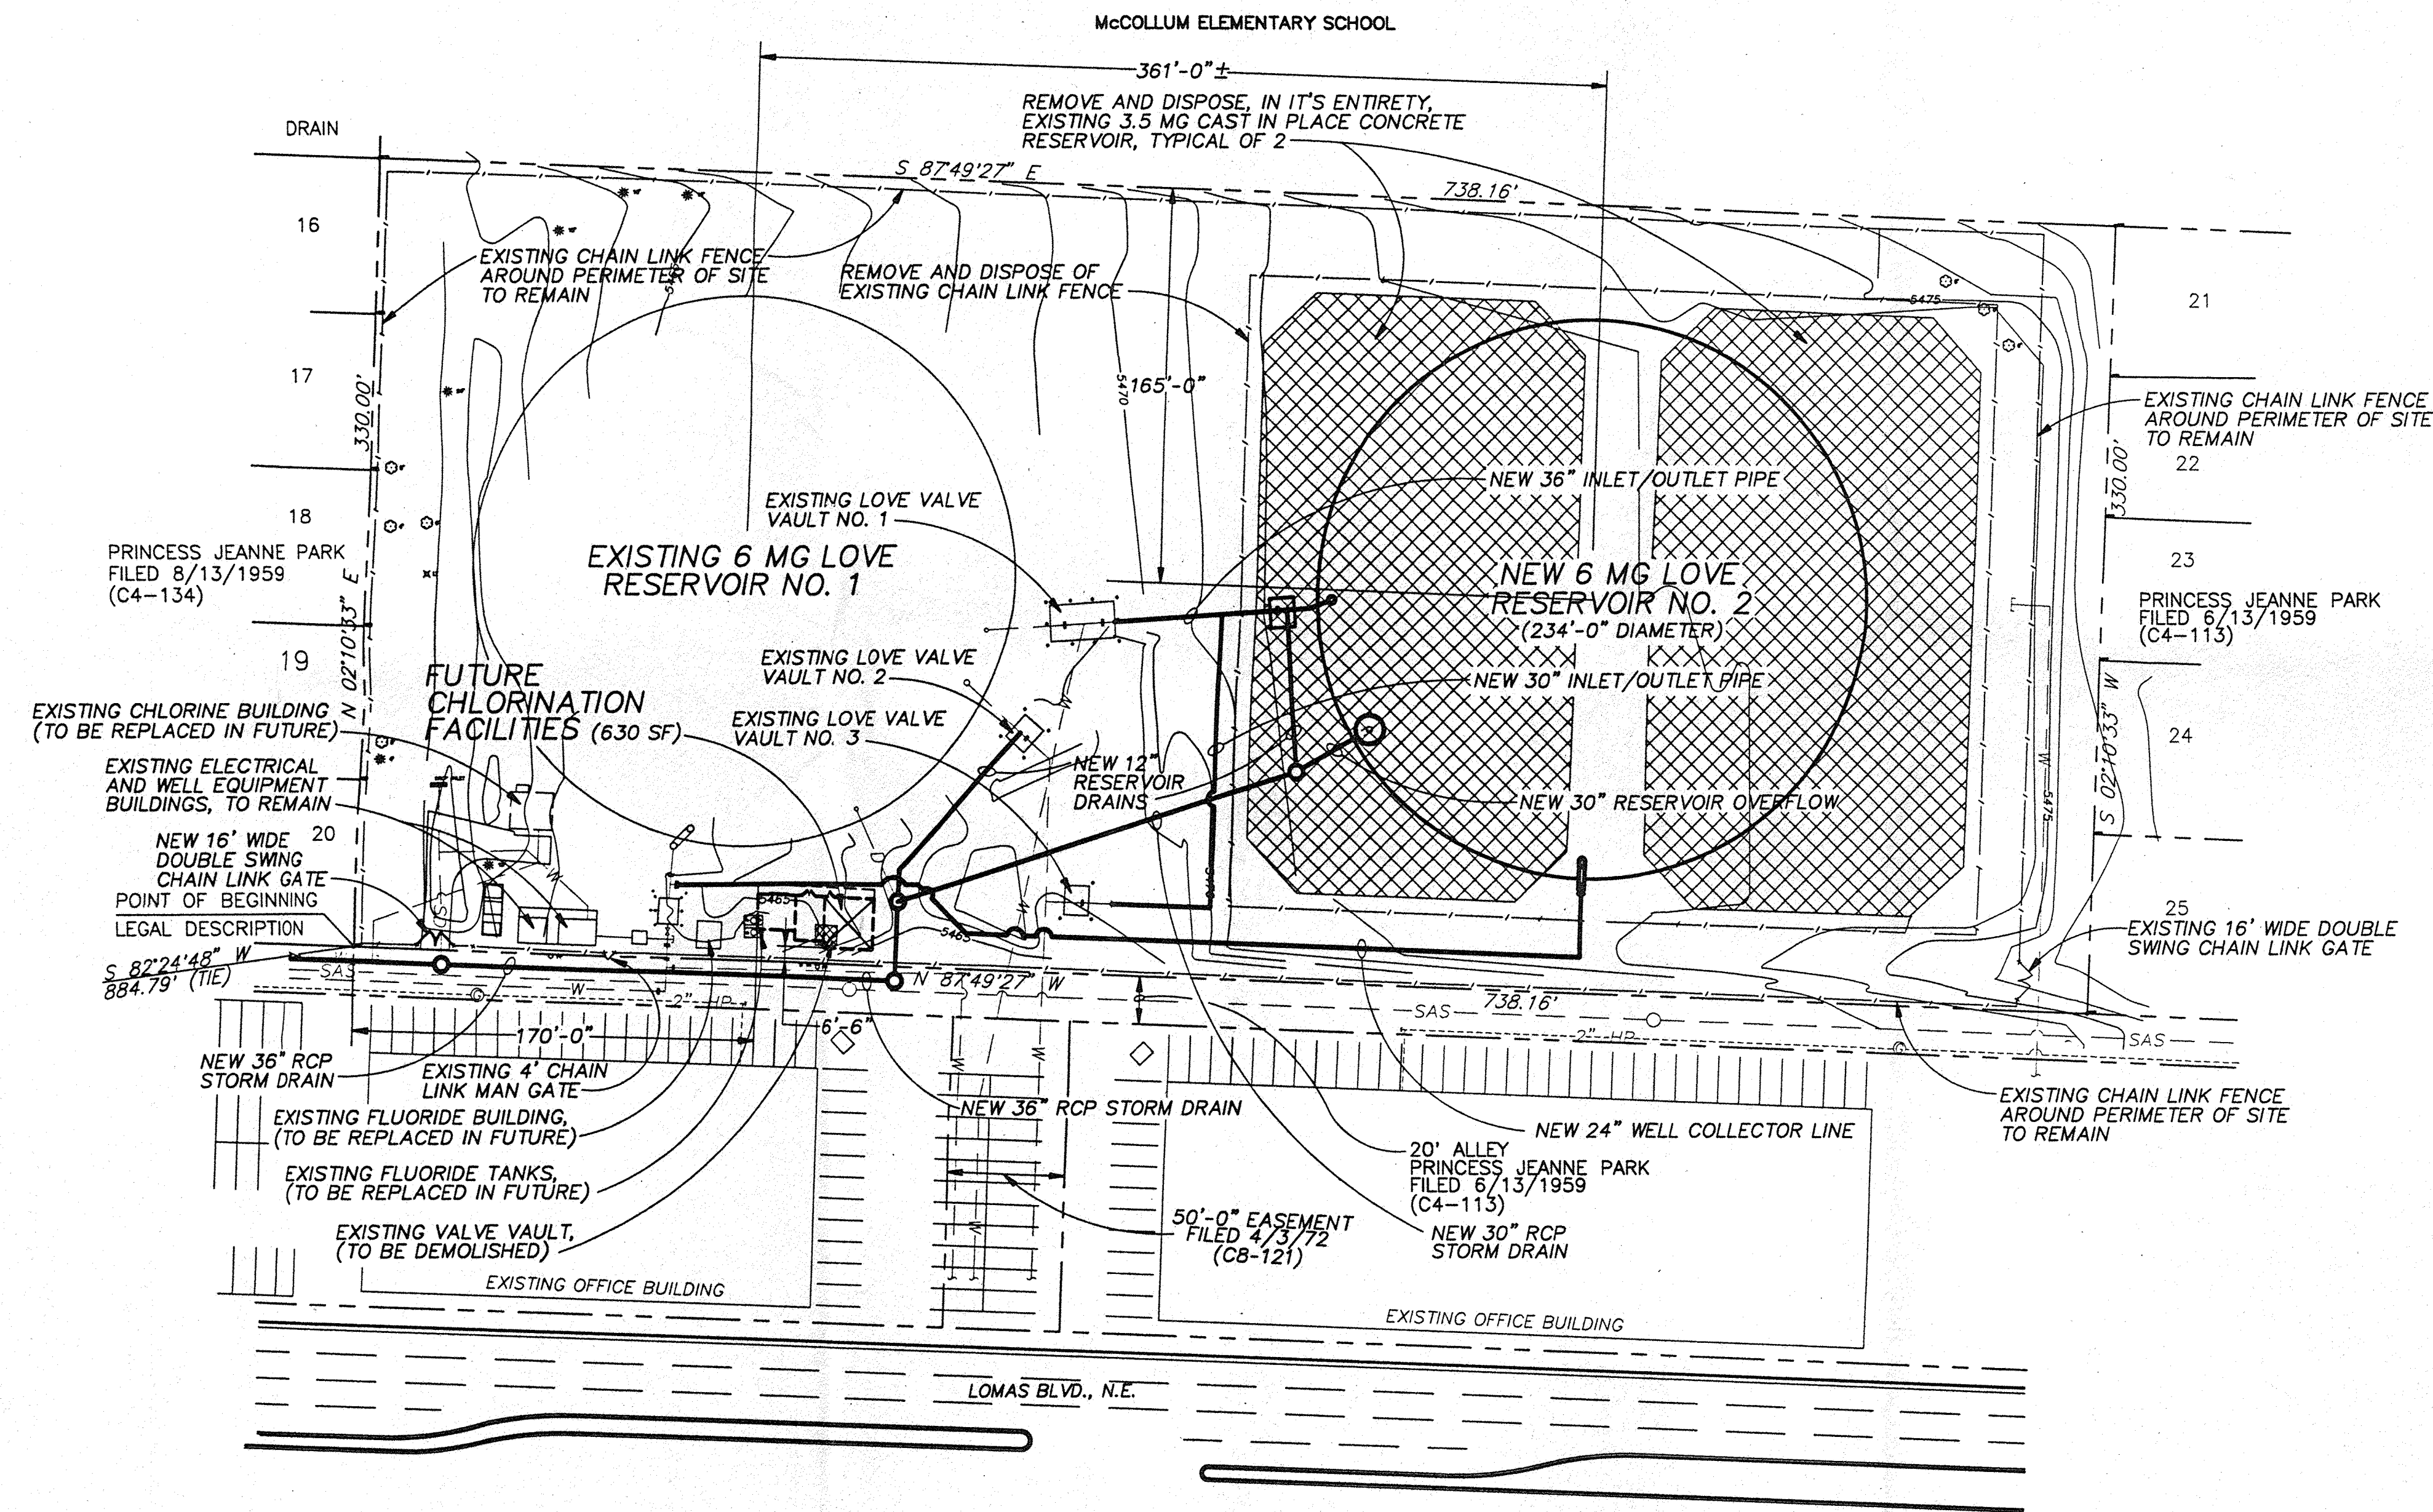 McCOLLUM ELEMENTARY SCHOOL
361'-0"±
REMOVE AND DISPOSE, IN IT'S ENTIRETY,
EXISTING 3.5 MG CAST IN PLACE CONCRETE
RESERVOIR, TYPICAL OF 2
DRAIN
S 87°49'27" E
738.16'
16
EXISTING CHAIN LINK FENCE
AROUND PERIMETER OF SITE
TO REMAIN
REMOVE AND DISPOSE OF
EXISTING CHAIN LINK FENCE
5475
21
17
330.00'
5470
165'-0"
EXISTING CHAIN LINK FENCE
AROUND PERIMETER OF SITE
TO REMAIN
22
330.00'
NEW 36" INLET/OUTLET PIPE
EXISTING LOVE VALVE
VAULT NO. 1
18
PRINCESS JEANNE PARK
FILED 8/13/1959
(C4-134)
N 02°10'33" E
EXISTING 6 MG LOVE
RESERVOIR NO. 1
NEW 6 MG LOVE
RESERVOIR NO. 2
(234'-0" DIAMETER)
23
PRINCESS JEANNE PARK
FILED 6/13/1959
(C4-113)
19
EXISTING LOVE VALVE
VAULT NO. 2
NEW 30" INLET/OUTLET PIPE
FUTURE
CHLORINATION
FACILITIES (630 SF)
EXISTING CHLORINE BUILDING
(TO BE REPLACED IN FUTURE)
EXISTING LOVE VALVE
VAULT NO. 3
W
24
S 02°10'33" W
EXISTING ELECTRICAL
AND WELL EQUIPMENT
BUILDINGS, TO REMAIN
NEW 12"
RESERVOIR
DRAINS
NEW 30" RESERVOIR OVERFLOW
W
5475
20
NEW 16' WIDE
DOUBLE SWING
CHAIN LINK GATE
W
5470
POINT OF BEGINNING
LEGAL DESCRIPTION
5465
W
5465
25
EXISTING 16' WIDE DOUBLE
SWING CHAIN LINK GATE
S 82°24'48" W
884.79' (TIE)
SAS
W
2" HP
N 87°49'27" W
738.16'
SAS
2" HP
SAS
170'-0"
6'-6"
NEW 36" RCP
STORM DRAIN
EXISTING 4' CHAIN
LINK MAN GATE
W
W
NEW 36" RCP STORM DRAIN
EXISTING CHAIN LINK FENCE
AROUND PERIMETER OF SITE
TO REMAIN
EXISTING FLUORIDE BUILDING,
(TO BE REPLACED IN FUTURE)
NEW 24" WELL COLLECTOR LINE
20' ALLEY
PRINCESS JEANNE PARK
FILED 6/13/1959
(C4-113)
EXISTING FLUORIDE TANKS,
(TO BE REPLACED IN FUTURE)
EXISTING VALVE VAULT,
(TO BE DEMOLISHED)
W
50'-0" EASEMENT
FILED 4/3/72
(C8-121)
NEW 30" RCP
STORM DRAIN
EXISTING OFFICE BUILDING
EXISTING OFFICE BUILDING
LOMAS BLVD., N.E.